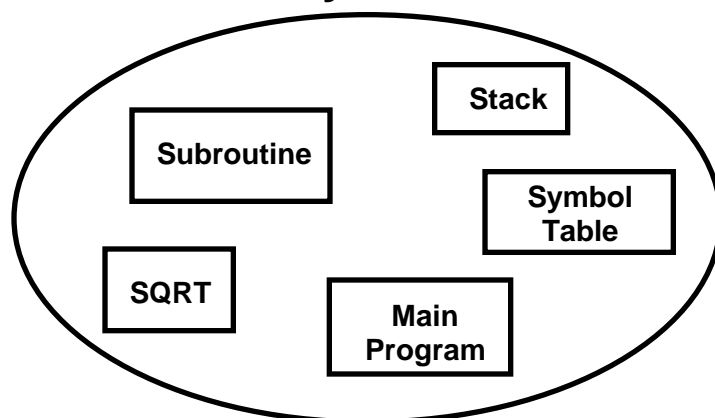 Stack
Subroutine
Symbol
Table
SQRT
Main
Program